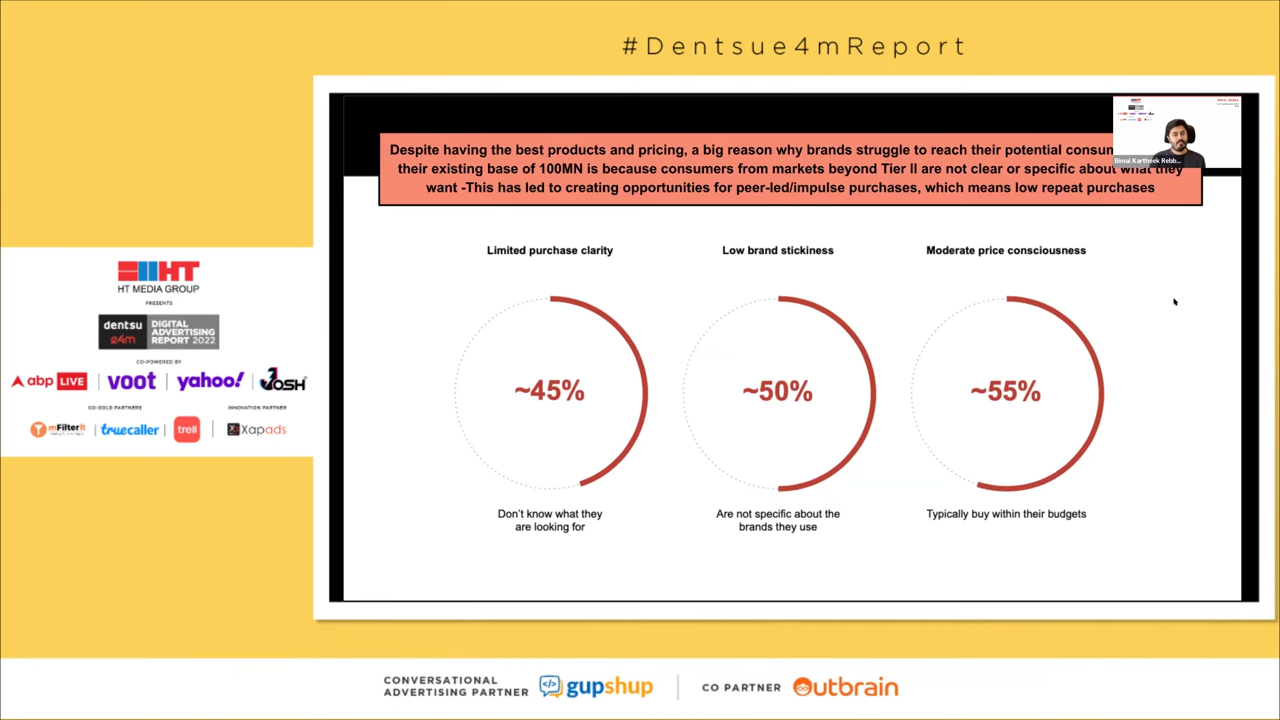 #Dentsue4mReport
Despite having the best products and pricing, a big reason why brands struggle to reach their potential
their existing base of 100MN is because consumers from markets beyond Tier II are not clear or specific about what they
want -This has led to creating opportunities for peer-led/impulse purchases, which means low repeat purchases
Bimal Kartheek Rebb...
Limited purchase clarity
Low brand stickiness
Moderate price consciousness
~45%
~50%
~55%
Don't know what they
are looking for
Are not specific about the
brands they use
Typically buy within their budgets
HT
HT MEDIA GROUP
PRESENTS
dentsu
e4m
DIGITAL
ADVERTISING
REPORT 2022
CO-POWERED BY
abp LIVE
voot
yahoo!
JOSH
CO-GOLD PARTNERS
INNOVATION PARTNER
mFilterIt
truecaller
trell
Xapads
CONVERSATIONAL
ADVERTISING PARTNER
gupshup
CO PARTNER
Outbrain